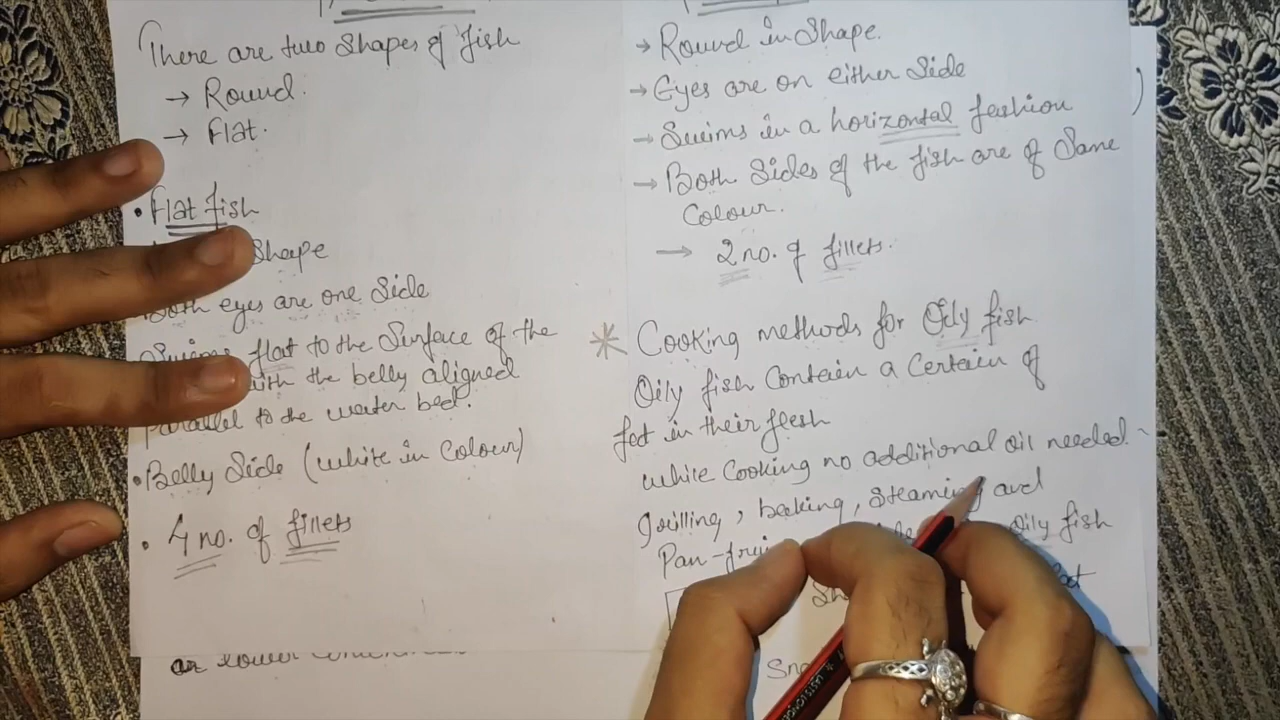 There are two Shapes of fish
→ Round.
→ Flat.
• Flat fish
Shape
Both eyes are one Side
Swims flat to the Surface of the
with the belly aligned
parallel to the water bed.
• Belly Side (white in Colour)
• 4 no. of fillets
→ Round in Shape.
→ Eyes are on either Side
→ Swims in a horizontal fashion
→ Both Sides of the fish are of Same
Colour.
→ 2 no. of fillets.
* Cooking methods for Oily fish
Oily fish Contain a Certain of
fat in their flesh
while Cooking no additional oil needed.
grilling, baking, Steaming and
Pan-
Oily fish